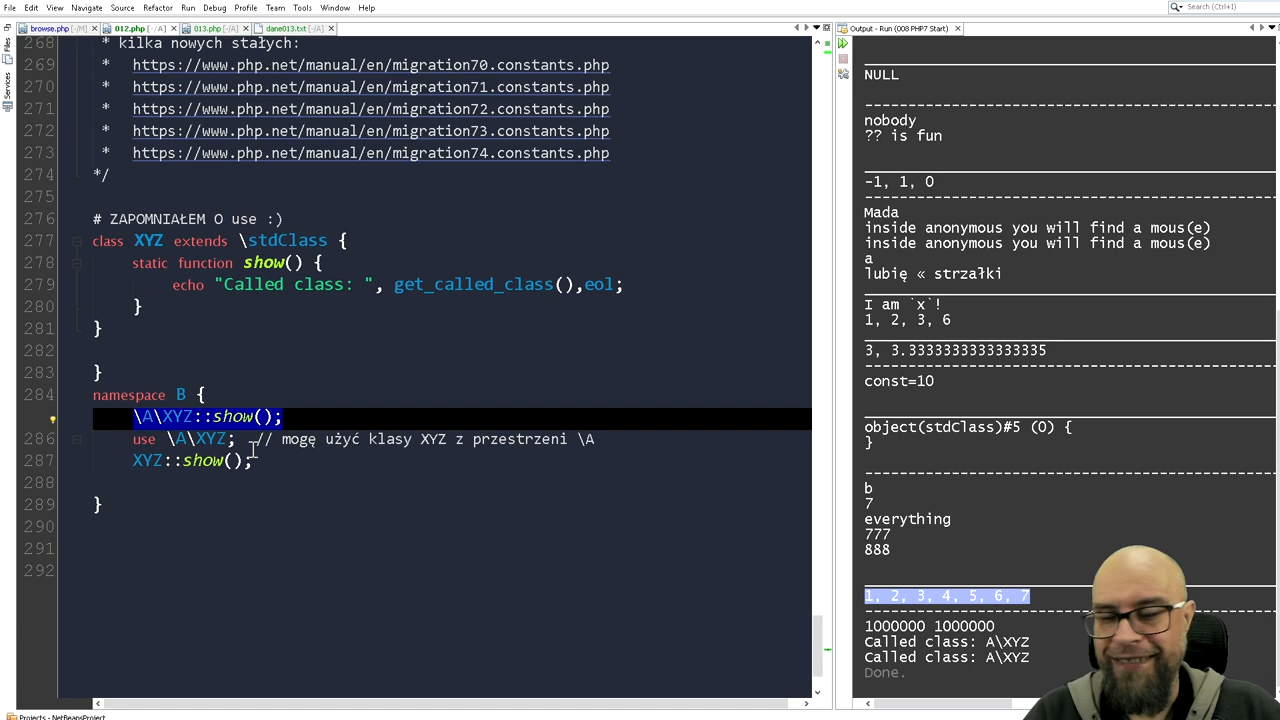 File Edit View Navigate Source Refactor Run Debug Profile Team Tools Window Help
Search (Ctrl+I)
browse.php [-/M] 012.php [-/A] 013.php [-/A] dane013.txt [-/A]
Output - Run (008 PHP7 Start)
Files
Services
268 * kilka nowych stałych:
269 * https://www.php.net/manual/en/migration70.constants.php
270 * https://www.php.net/manual/en/migration71.constants.php
271 * https://www.php.net/manual/en/migration72.constants.php
272 * https://www.php.net/manual/en/migration73.constants.php
273 * https://www.php.net/manual/en/migration74.constants.php
274 */
275
276 # ZAPOMNIAŁEM O use :)
277 class XYZ extends \stdClass {
278 static function show() {
279 echo "Called class: ", get_called_class(),eol;
280 }
281 }
282
283 }
284 namespace B {
\A\XYZ::show();
286 use \A\XYZ; // mogę użyć klasy XYZ z przestrzeni \A
287 XYZ::show();
288
289 }
290
291
292
NULL
nobody
?? is fun
-1, 1, 0
Mada
inside anonymous you will find a mous(e)
inside anonymous you will find a mous(e)
a
lubię « strzałki
I am `x`!
1, 2, 3, 6
3, 3.3333333333333335
const=10
object(stdClass)#5 (0) {
}
b
7
everything
777
888
1, 2, 3, 4, 5, 6, 7
1000000 1000000
Called class: A\XYZ
Called class: A\XYZ
Done.
Projects - NetBeansProject